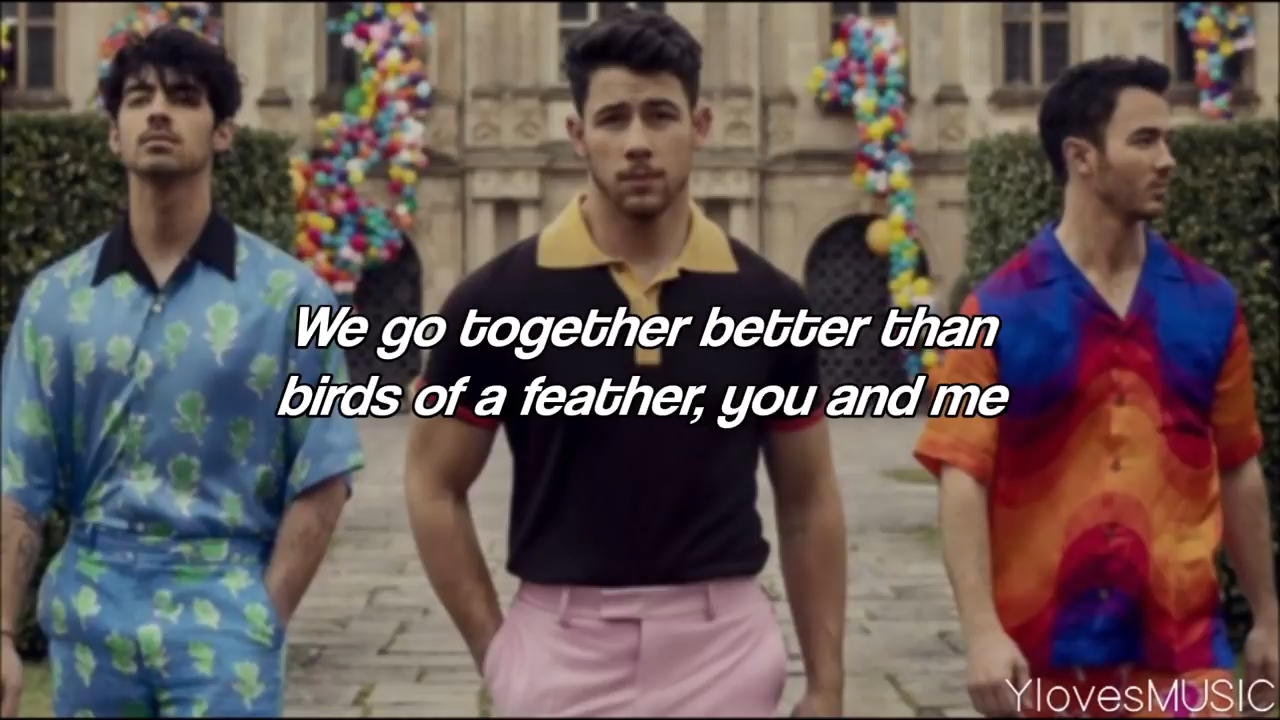 We go together better than
birds of a feather, you and me
YlovesMUSIC